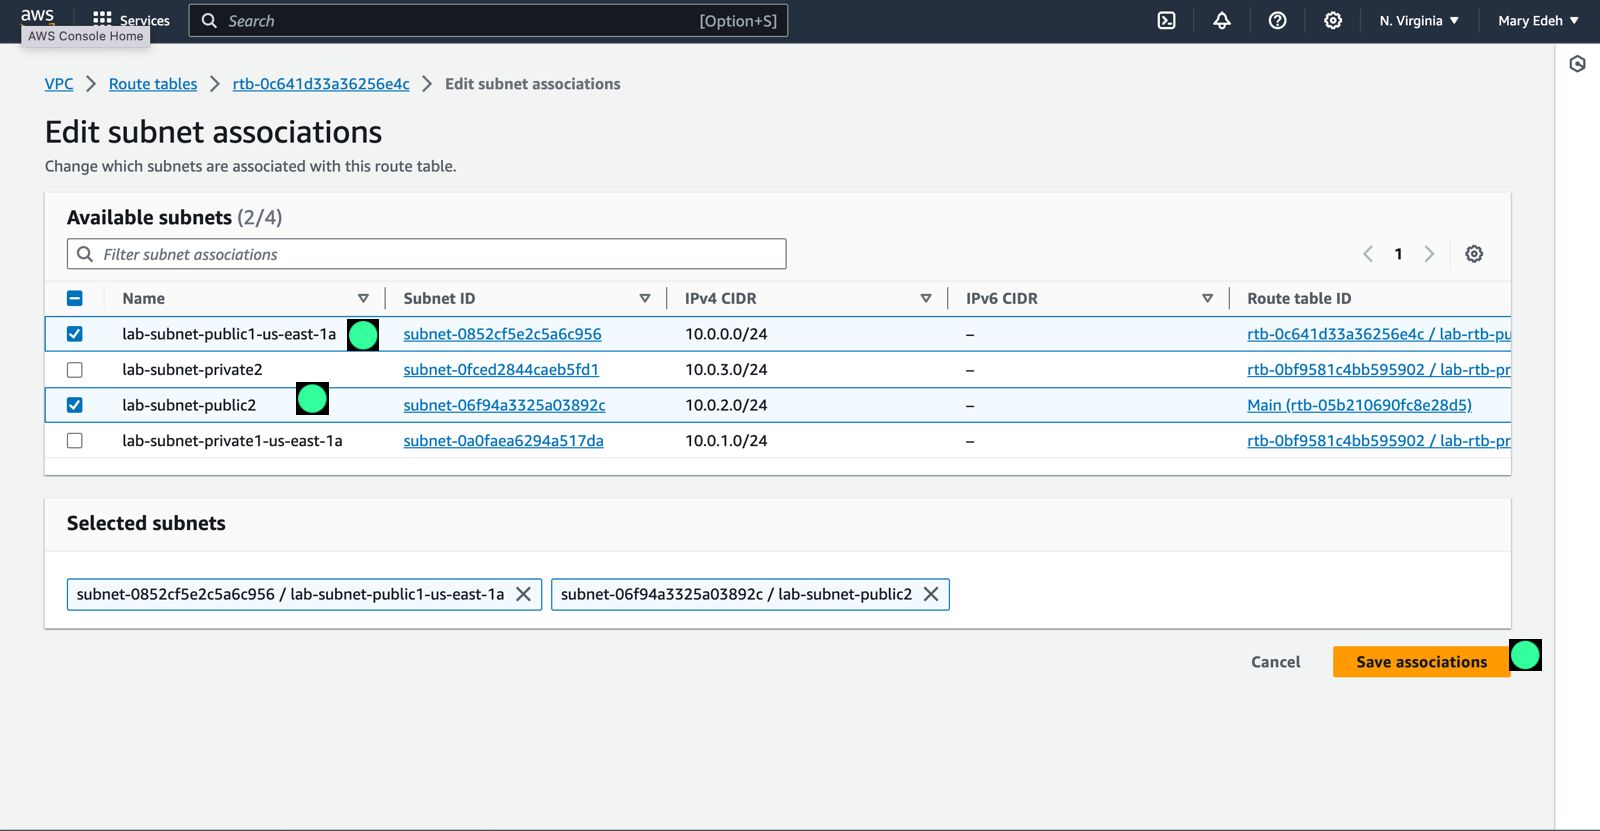 aws Services Search [Option+S] N. Virginia Mary Edeh
AWS Console Home
VPC Route tables rtb-0c641d33a36256e4c Edit subnet associations
Edit subnet associations
Change which subnets are associated with this route table.
Available subnets (2/4)
Filter subnet associations 1
Name Subnet ID IPv4 CIDR IPv6 CIDR Route table ID
lab-subnet-public1-us-east-1a subnet-0852cf5e2c5a6c956 10.0.0.0/24 – rtb-0c641d33a36256e4c / lab-rtb-pu
lab-subnet-private2 subnet-0fced2844caeb5fd1 10.0.3.0/24 – rtb-0bf9581c4bb595902 / lab-rtb-pr
lab-subnet-public2 subnet-06f94a3325a03892c 10.0.2.0/24 – Main (rtb-05b210690fc8e28d5)
lab-subnet-private1-us-east-1a subnet-0a0faea6294a517da 10.0.1.0/24 – rtb-0bf9581c4bb595902 / lab-rtb-pr
Selected subnets
subnet-0852cf5e2c5a6c956 / lab-subnet-public1-us-east-1a subnet-06f94a3325a03892c / lab-subnet-public2
Cancel Save associations